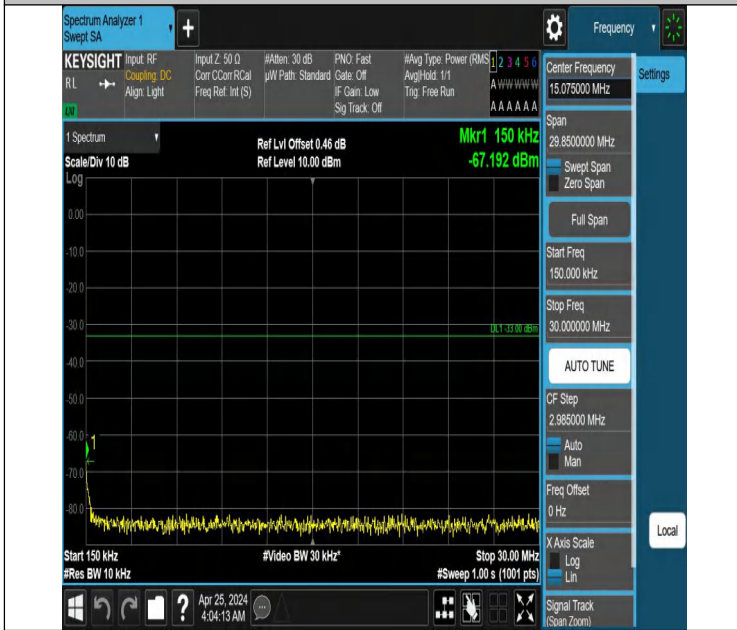 Spectrum Analyzer 1
Swept SA
+
Frequency
KEYSIGHT
RL
LXI
Input: RF
Coupling: DC
Align: Light
Input Z: 50 Ω
Corr CCorr RCal
Freq Ref: Int (S)
#Atten: 30 dB
µW Path: Standard
PNO: Fast
Gate: Off
IF Gain: Low
Sig Track: Off
#Avg Type: Power (RMS
Avg|Hold: 1/1
Trig: Free Run
1 2 3 4 5 6
A W W W W W
A A A A A A
1 Spectrum
Scale/Div 10 dB
Log
Ref Lvl Offset 0.46 dB
Ref Level 10.00 dBm
Mkr1 150 kHz
-67.192 dBm
0.00
-10.0
-20.0
-30.0
DL1 -33.00 dBm
-40.0
-50.0
-60.0
1
-70.0
-80.0
Start 150 kHz
#Res BW 10 kHz
#Video BW 30 kHz*
Stop 30.00 MHz
#Sweep 1.00 s (1001 pts)
Center Frequency
15.075000 MHz
Settings
Span
29.8500000 MHz
Swept Span
Zero Span
Full Span
Start Freq
150.000 kHz
Stop Freq
30.000000 MHz
AUTO TUNE
CF Step
2.985000 MHz
Auto
Man
Freq Offset
0 Hz
X Axis Scale
Log
Lin
Local
Signal Track
(Span Zoom)
?
Apr 25, 2024
4:04:13 AM